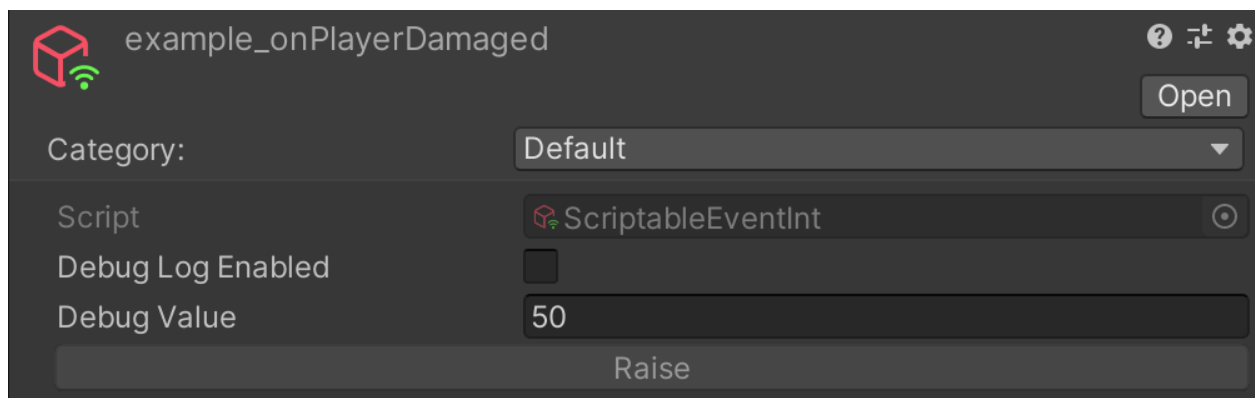 example_onPlayerDamaged
Open
Category: Default
Script ScriptableEventInt
Debug Log Enabled
Debug Value 50
Raise